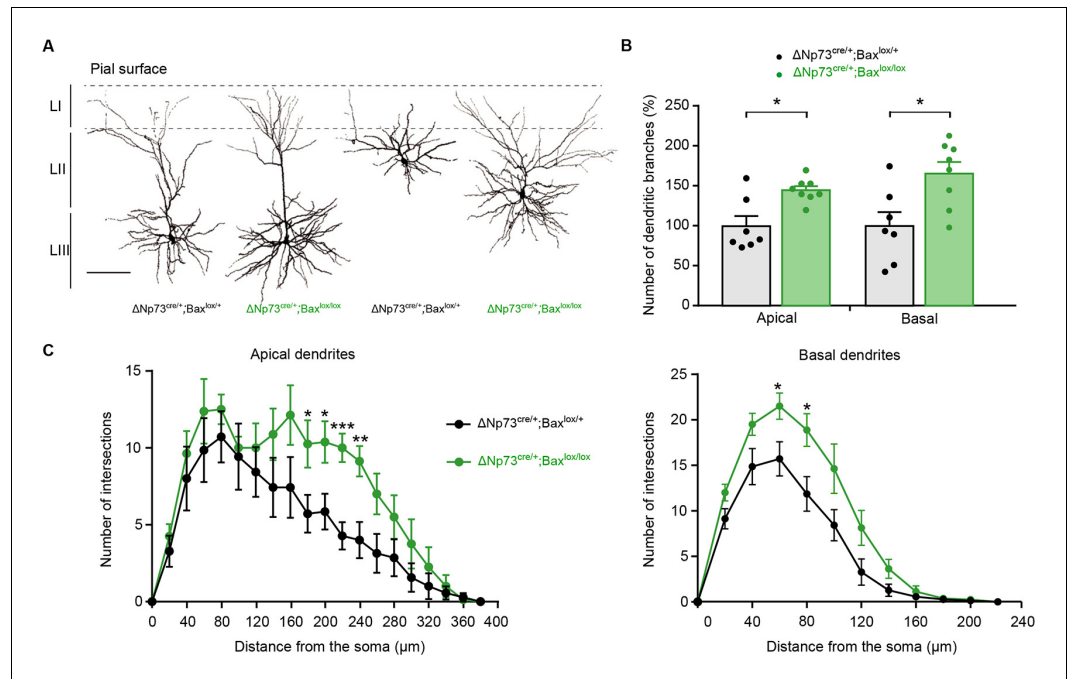 A
Pial surface
LI
LII
LIII
ΔNp73cre/+;Baxlox/+ ΔNp73cre/+;Baxlox/lox ΔNp73cre/+;Baxlox/+ ΔNp73cre/+;Baxlox/lox
B
ΔNp73cre/+;Baxlox/+
ΔNp73cre/+;Baxlox/lox
Number of dendritic branches (%)
250
200
150
100
50
0
* *
Apical Basal
C
Apical dendrites
Number of intersections
15
10
5
0
* * *** **
0 40 80 120 160 200 240 280 320 360 400
Distance from the soma (µm)
ΔNp73cre/+;Baxlox/+
ΔNp73cre/+;Baxlox/lox
Basal dendrites
Number of intersections
25
20
15
10
5
0
* *
0 40 80 120 160 200 240
Distance from the soma (µm)